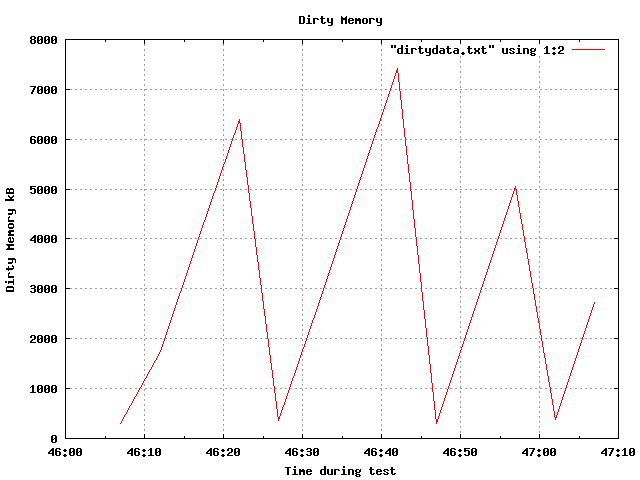 Dirty Memory
"dirtydata.txt" using 1:2
8000
7000
6000
5000
4000
3000
2000
1000
0
Dirty Memory kB
46:00 46:10 46:20 46:30 46:40 46:50 47:00 47:10
Time during test